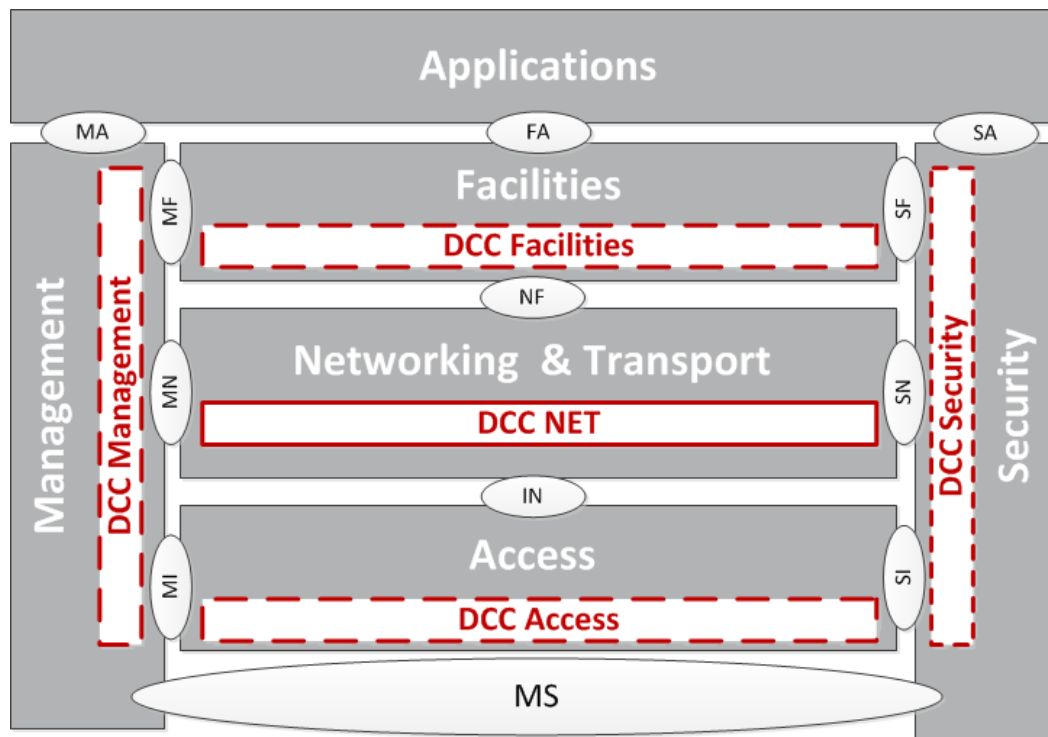 Applications
MA
FA
SA
Management
DCC Management
MF
Facilities
DCC Facilities
SF
NF
MN
Networking & Transport
DCC NET
SN
IN
MI
Access
DCC Access
SI
DCC Security
Security
MS